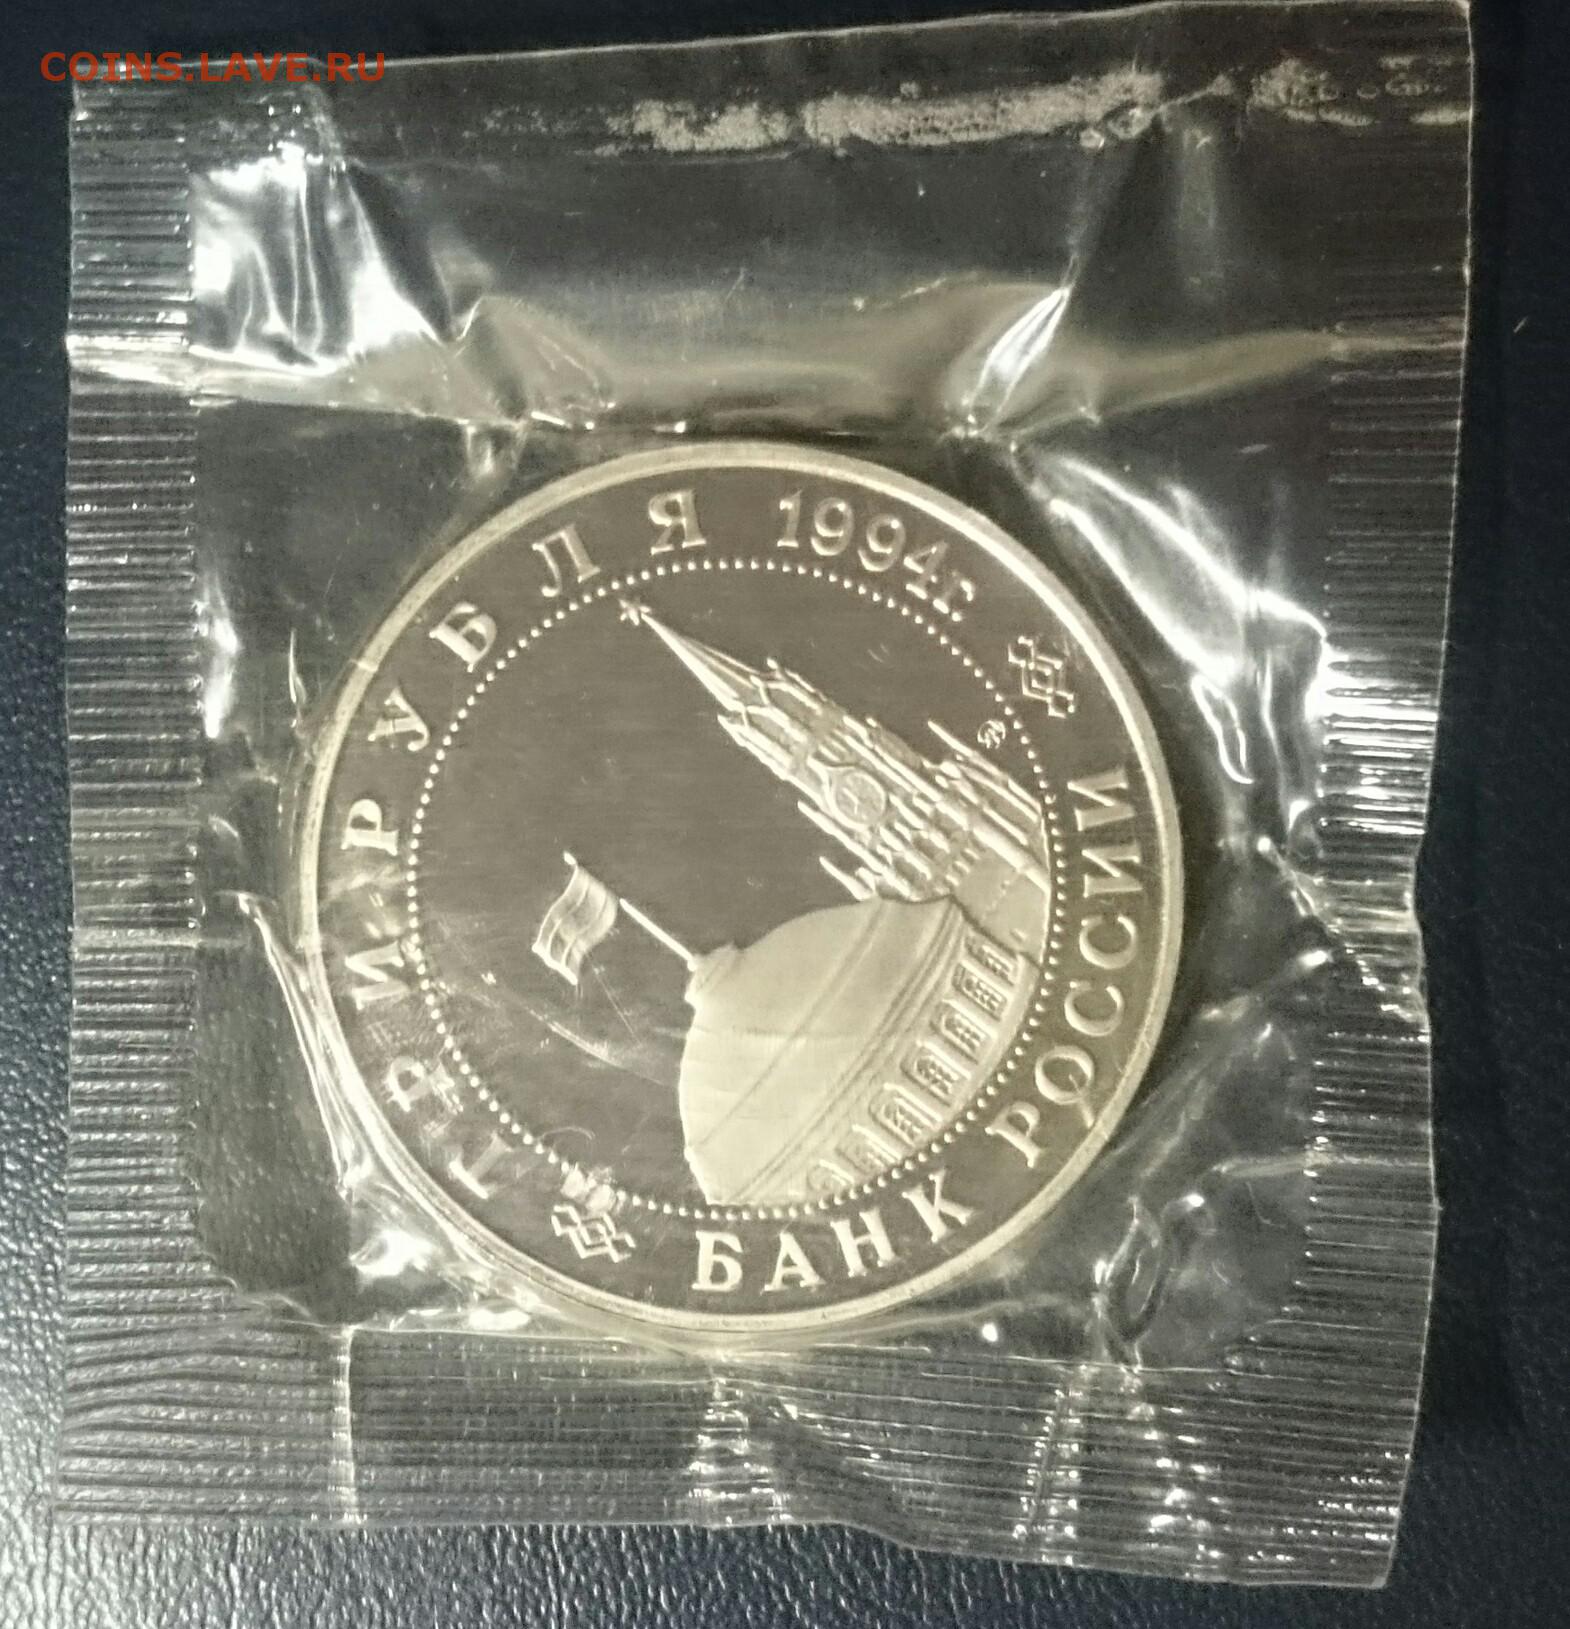 COINS.LAVE.RU
ТРИ РУБЛЯ 1994г.
БАНК РОССИИ